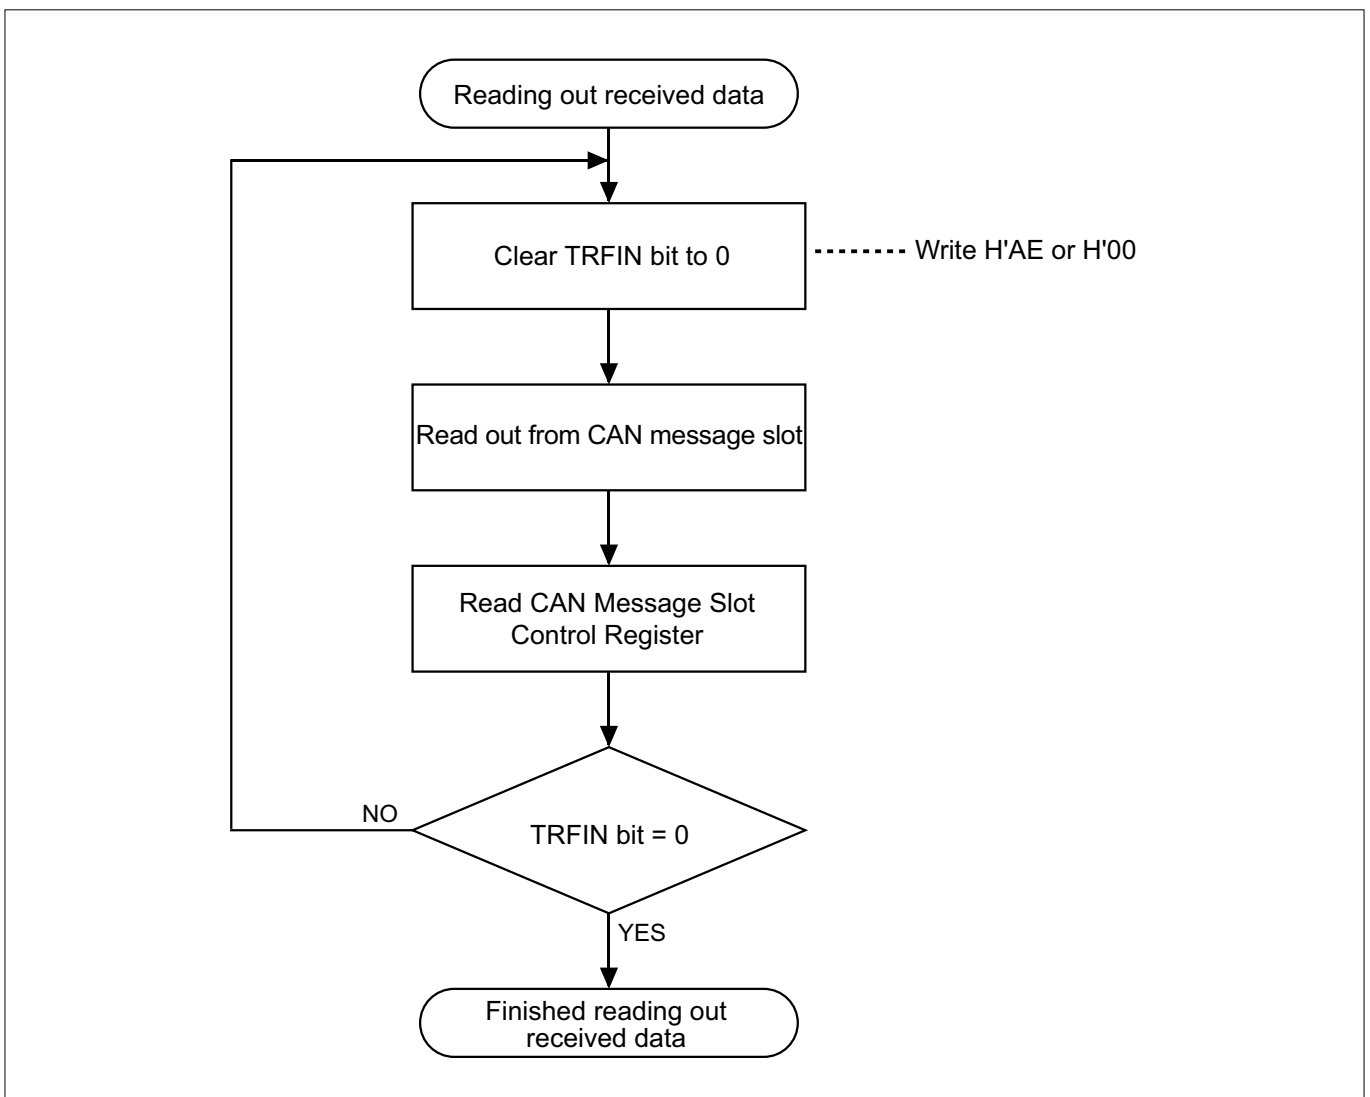 Reading out received data
Clear TRFIN bit to 0
Write H'AE or H'00
Read out from CAN message slot
Read CAN Message Slot
Control Register
NO
TRFIN bit = 0
YES
Finished reading out
received data